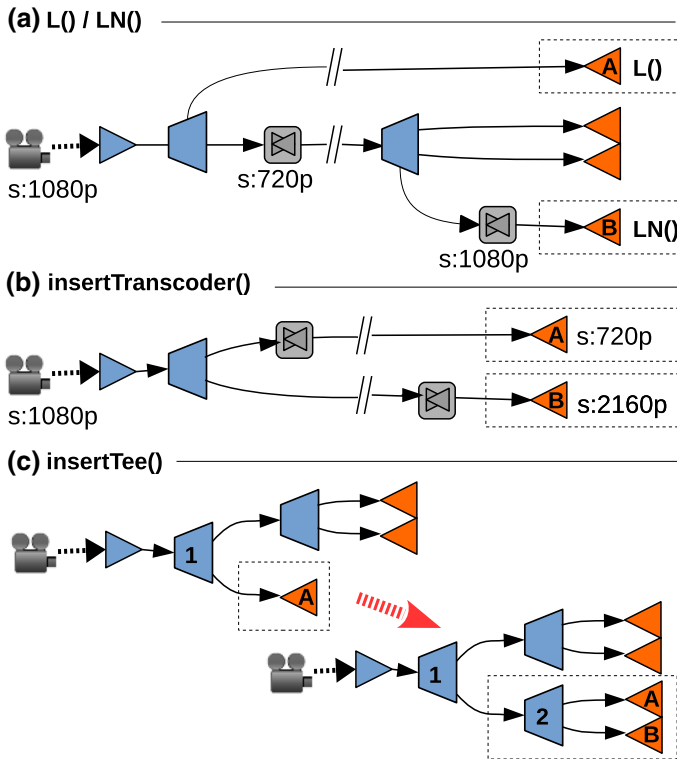 (a) L() / LN()
A L()
s:1080p
s:720p
B LN()
s:1080p
(b) insertTranscoder()
A s:720p
s:1080p
B s:2160p
(c) insertTee()
1
A
1
2
A
B